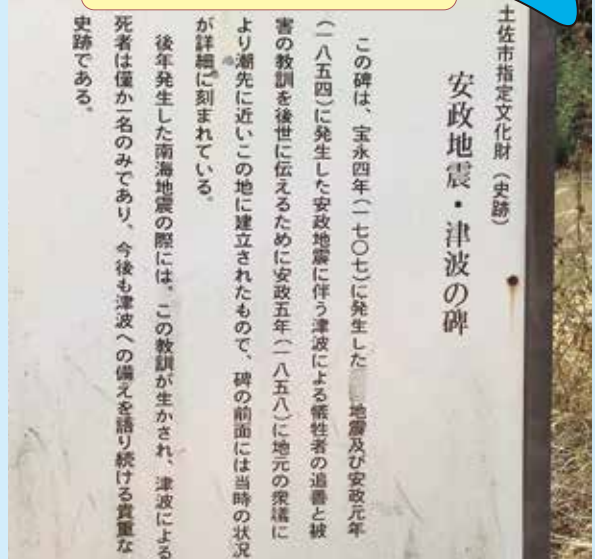 土佐市指定文化財（史跡）
安政地震・津波の碑
この碑は、宝永四年（一七〇七）に発生した 地震及び安政元年
（一八五四）に発生した安政地震に伴う津波による犠牲者の追善と被
害の教訓を後世に伝えるために安政五年（一八五八）に地元の衆議に
より潮先に近いこの地に建立されたもので、碑の前面には当時の状況
が詳細に刻まれている。
後年発生した南海地震の際には、この教訓が生かされ、津波による
死者は僅か一名のみであり、今後も津波への備えを語り続ける貴重な
史跡である。